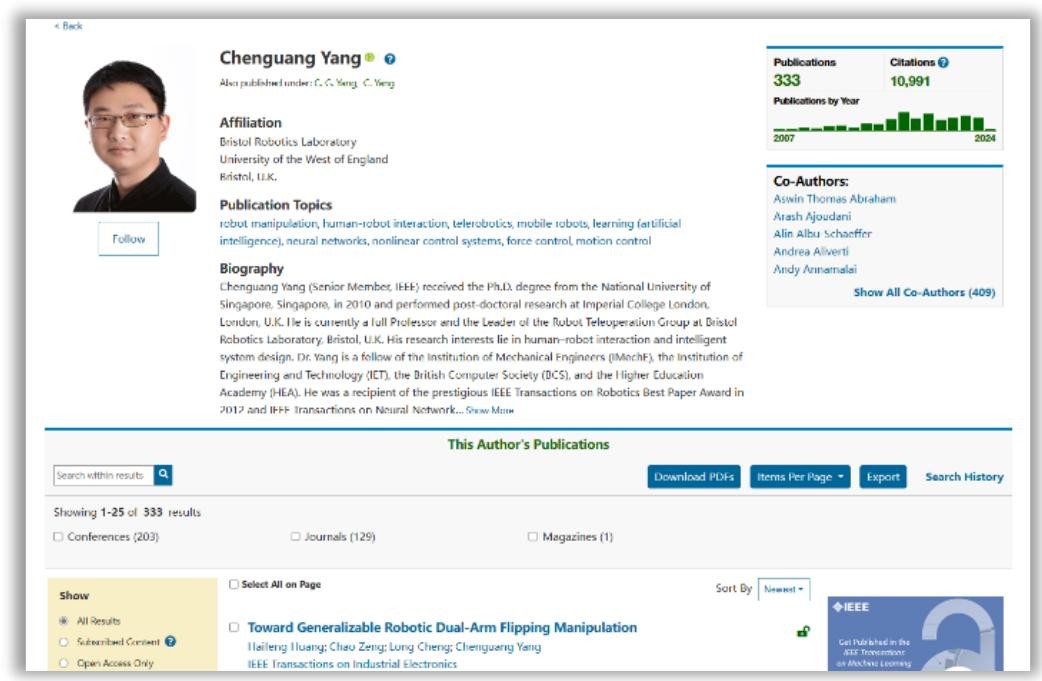 < Back
Chenguang Yang
Also published under: C. G. Yang, C. Yang
Affiliation
Bristol Robotics Laboratory
University of the West of England
Bristol, U.K.
Publication Topics
robot manipulation, human-robot interaction, telerobotics, mobile robots, learning (artificial
intelligence), neural networks, nonlinear control systems, force control, motion control
Follow
Biography
Chenguang Yang (Senior Member, IEEE) received the Ph.D. degree from the National University of
Singapore, Singapore, in 2010 and performed post-doctoral research at Imperial College London,
London, U.K. He is currently a full Professor and the Leader of the Robot Teleoperation Group at Bristol
Robotics Laboratory, Bristol, U.K. His research interests lie in human–robot interaction and intelligent
system design. Dr. Yang is a fellow of the Institution of Mechanical Engineers (IMechE), the Institution of
Engineering and Technology (IET), the British Computer Society (BCS), and the Higher Education
Academy (HEA). He was a recipient of the prestigious IEEE Transactions on Robotics Best Paper Award in
2012 and IEEE Transactions on Neural Network... Show More
Publications
333
Citations ?
10,991
Publications by Year
2007
2024
Co-Authors:
Aswin Thomas Abraham
Arash Ajoudani
Alin Albu-Schaeffer
Andrea Aliverti
Andy Annamalai
Show All Co-Authors (409)
This Author's Publications
Search within results
Download PDFs
Items Per Page
Export
Search History
Showing 1-25 of 333 results
Conferences (203)
Journals (129)
Magazines (1)
Show
All Results
Subscribed Content ?
Open Access Only
Select All on Page
Sort By
Newest
Toward Generalizable Robotic Dual-Arm Flipping Manipulation
Haifeng Huang; Chao Zeng; Long Cheng; Chenguang Yang
IEEE Transactions on Industrial Electronics
IEEE
Get Published in the
IEEE Transactions
on Machine Learning